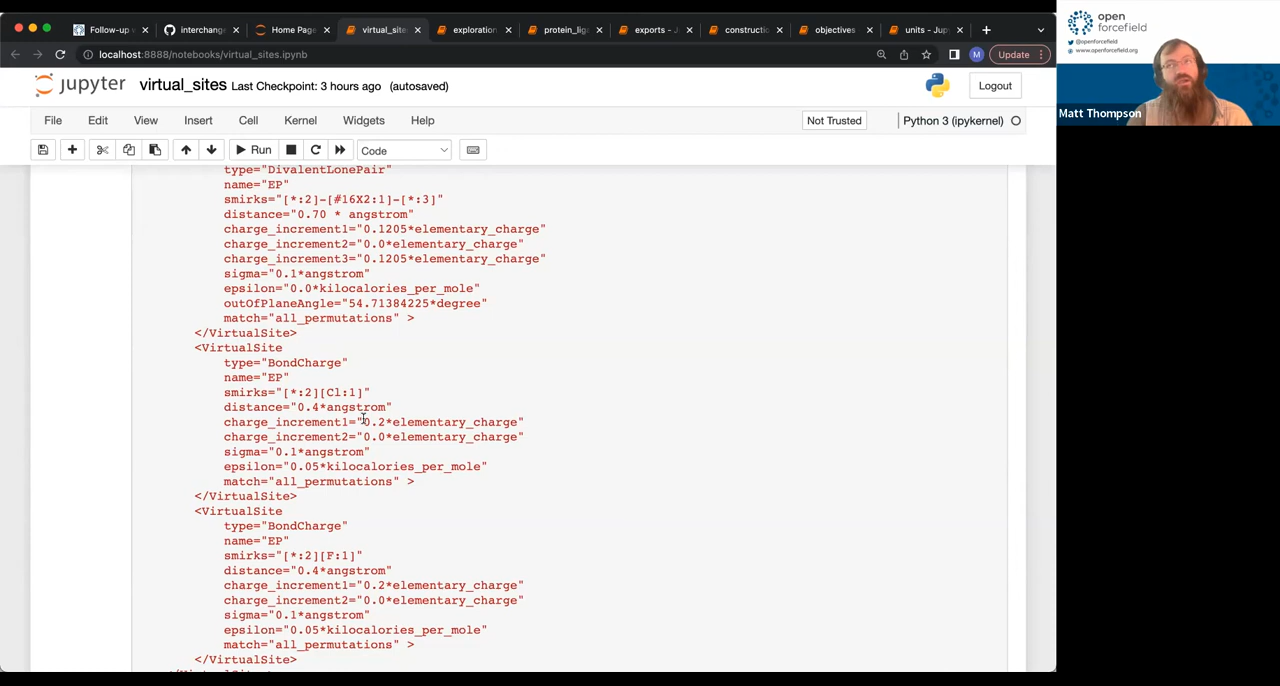 Follow-up w
interchang
Home Page
virtual_site
exploration
protein_lig
exports - J
constructio
objectives
units - Jup
localhost:8888/notebooks/virtual_sites.ipynb
M
Update
jupyter
virtual_sites
Last Checkpoint: 3 hours ago
(autosaved)
Logout
File
Edit
View
Insert
Cell
Kernel
Widgets
Help
Not Trusted
Python 3 (ipykernel)
Run
Code
type="DivalentLonePair"
name="EP"
smirks="[*:2]-[#16X2:1]-[*:3]"
distance="0.70 * angstrom"
charge_increment1="0.1205*elementary_charge"
charge_increment2="0.0*elementary_charge"
charge_increment3="0.1205*elementary_charge"
sigma="0.1*angstrom"
epsilon="0.0*kilocalories_per_mole"
outOfPlaneAngle="54.71384225*degree"
match="all_permutations" >
</VirtualSite>
<VirtualSite
type="BondCharge"
name="EP"
smirks="[*:2][Cl:1]"
distance="0.4*angstrom"
charge_increment1="0.2*elementary_charge"
charge_increment2="0.0*elementary_charge"
sigma="0.1*angstrom"
epsilon="0.05*kilocalories_per_mole"
match="all_permutations" >
</VirtualSite>
<VirtualSite
type="BondCharge"
name="EP"
smirks="[*:2][F:1]"
distance="0.4*angstrom"
charge_increment1="0.2*elementary_charge"
charge_increment2="0.0*elementary_charge"
sigma="0.1*angstrom"
epsilon="0.05*kilocalories_per_mole"
match="all_permutations" >
</VirtualSite>
open
forcefield
@openforcefield
www.openforcefield.org
Matt Thompson